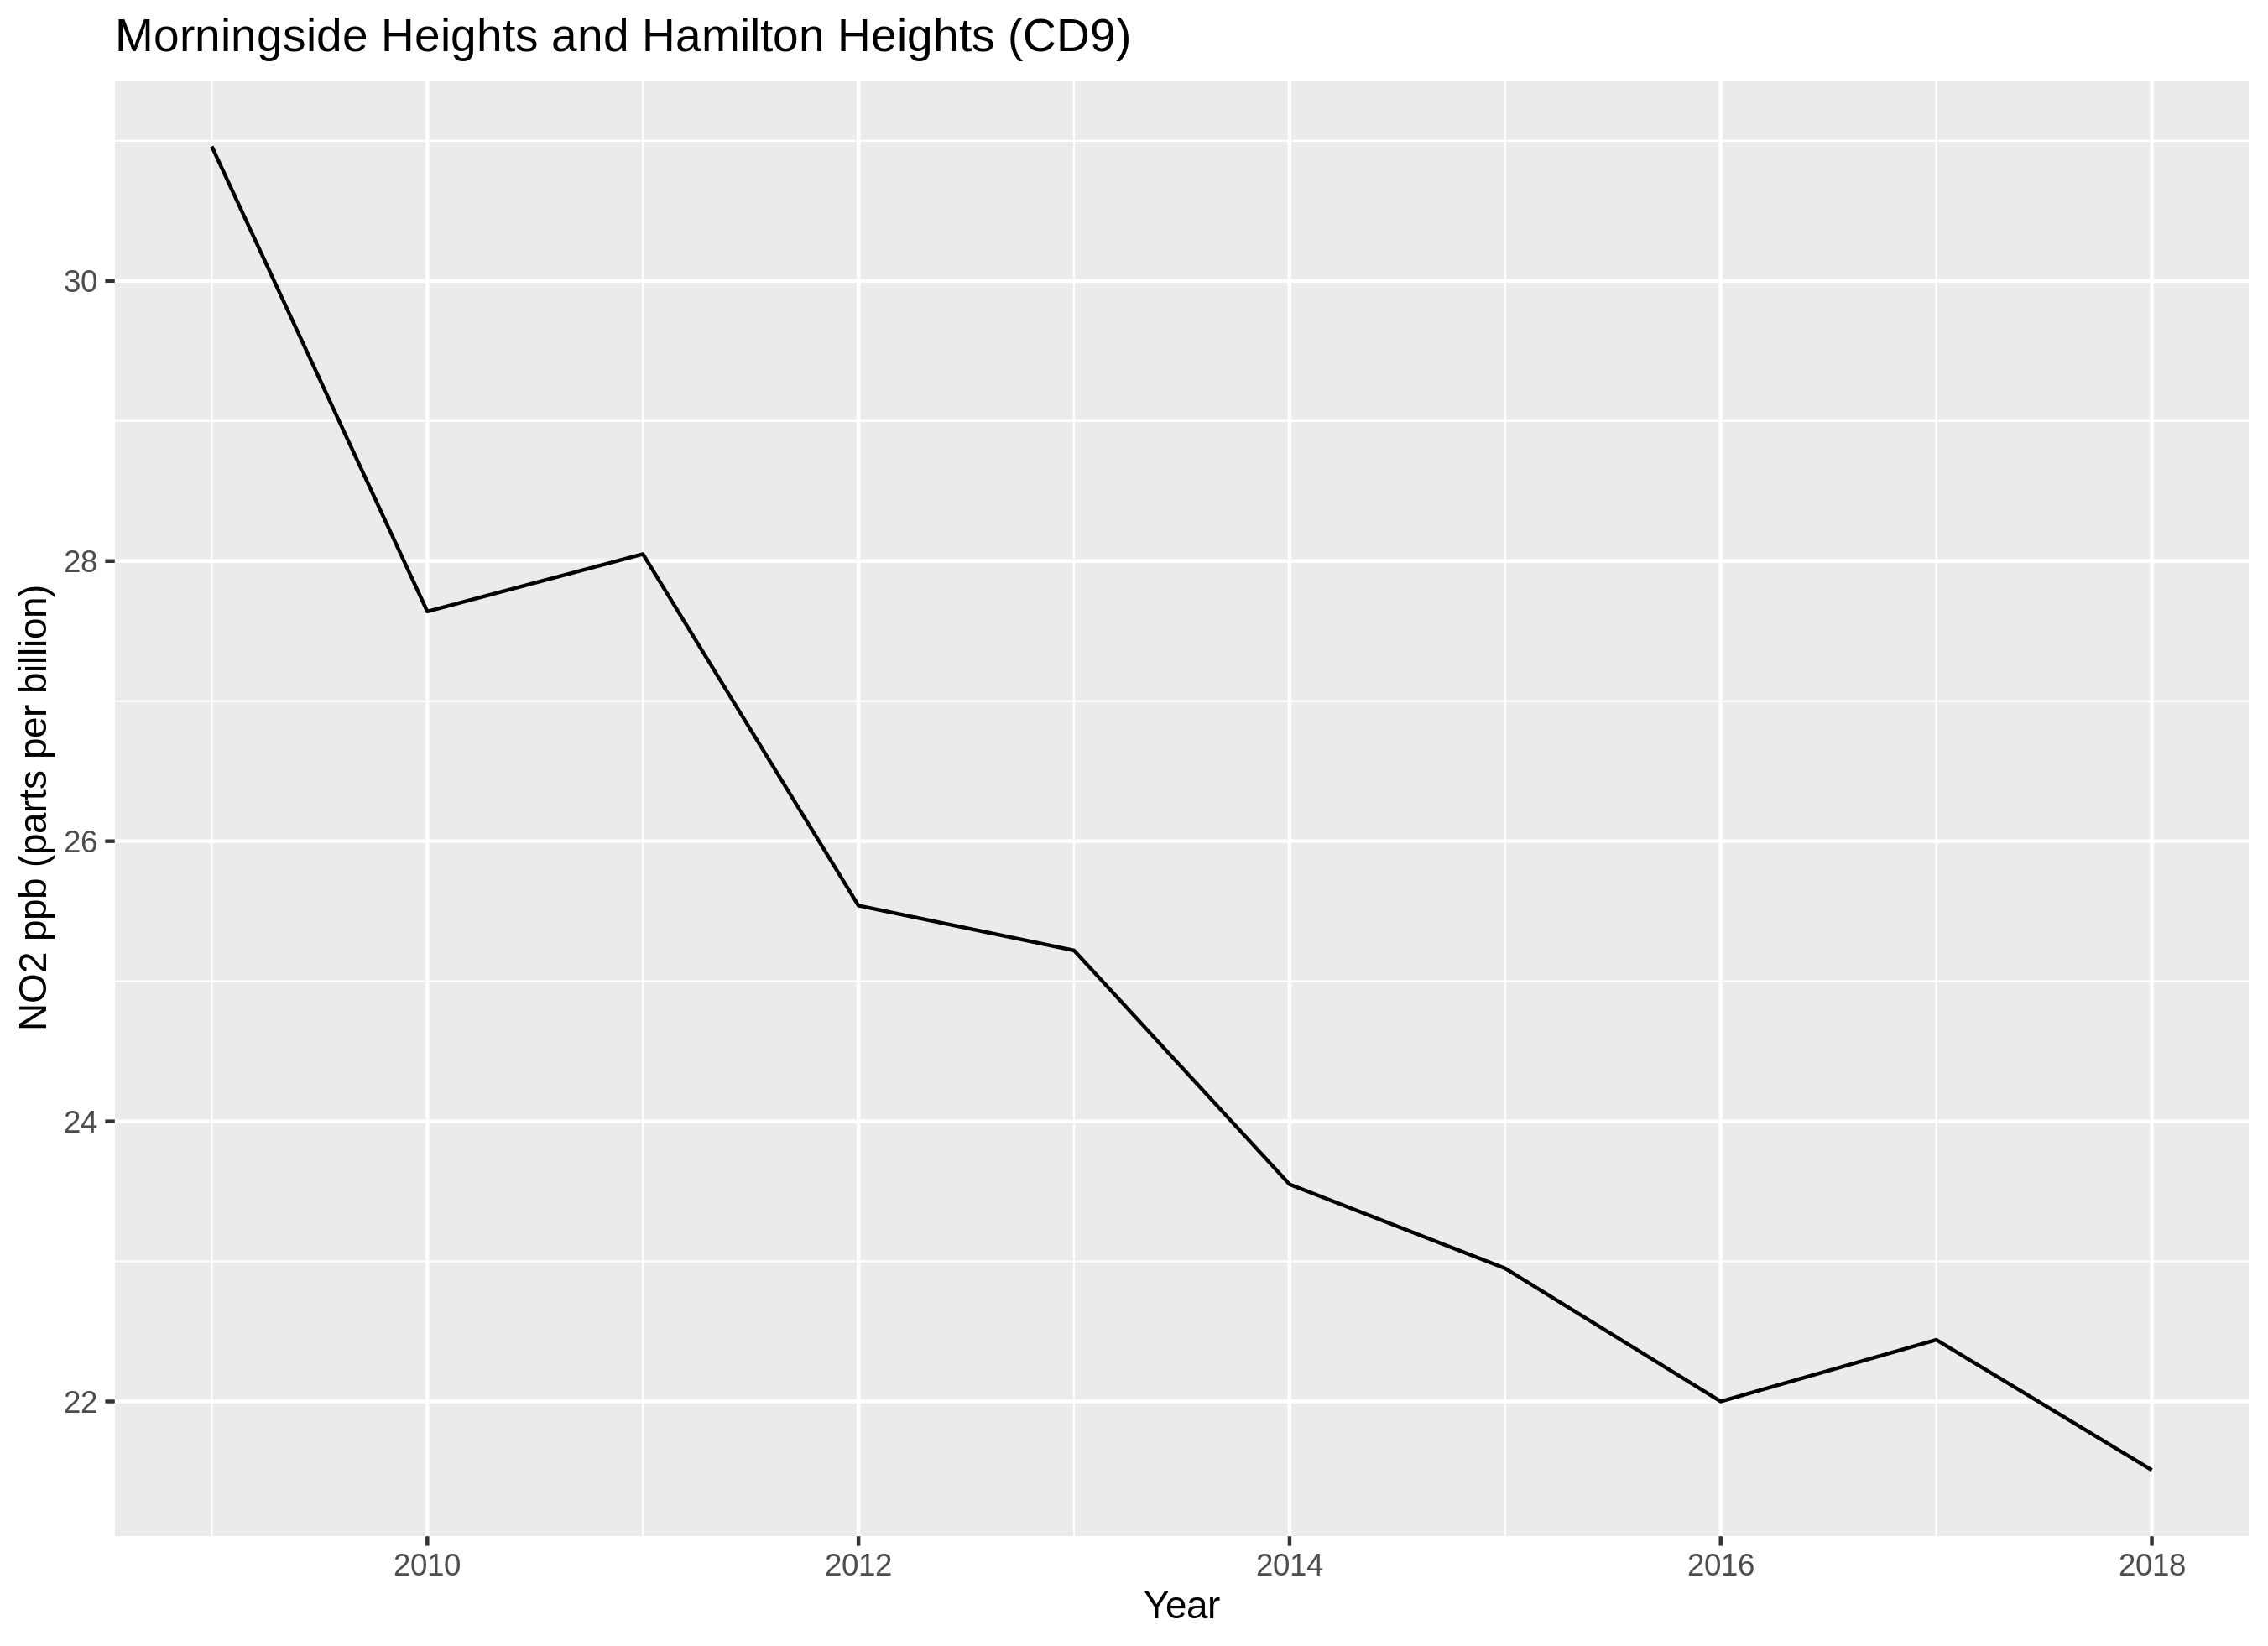 Morningside Heights and Hamilton Heights (CD9)
NO2 ppb (parts per billion)
30
28
26
24
22
2010 2012 2014 2016 2018
Year